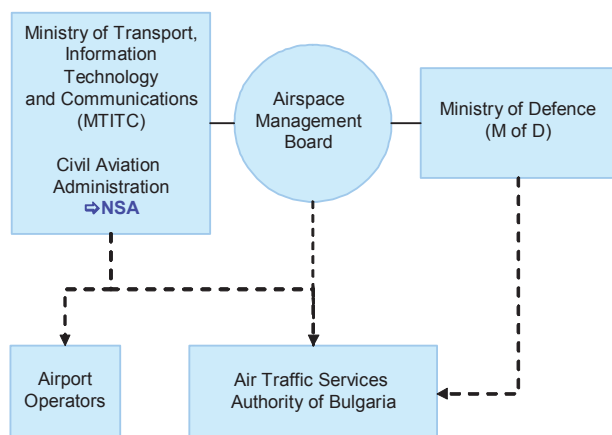 Ministry of Transport,
Information
Technology
and Communications
(MTITC)
Civil Aviation
Administration
⇨NSA
Airspace
Management
Board
Ministry of Defence
(M of D)
Airport
Operators
Air Traffic Services
Authority of Bulgaria